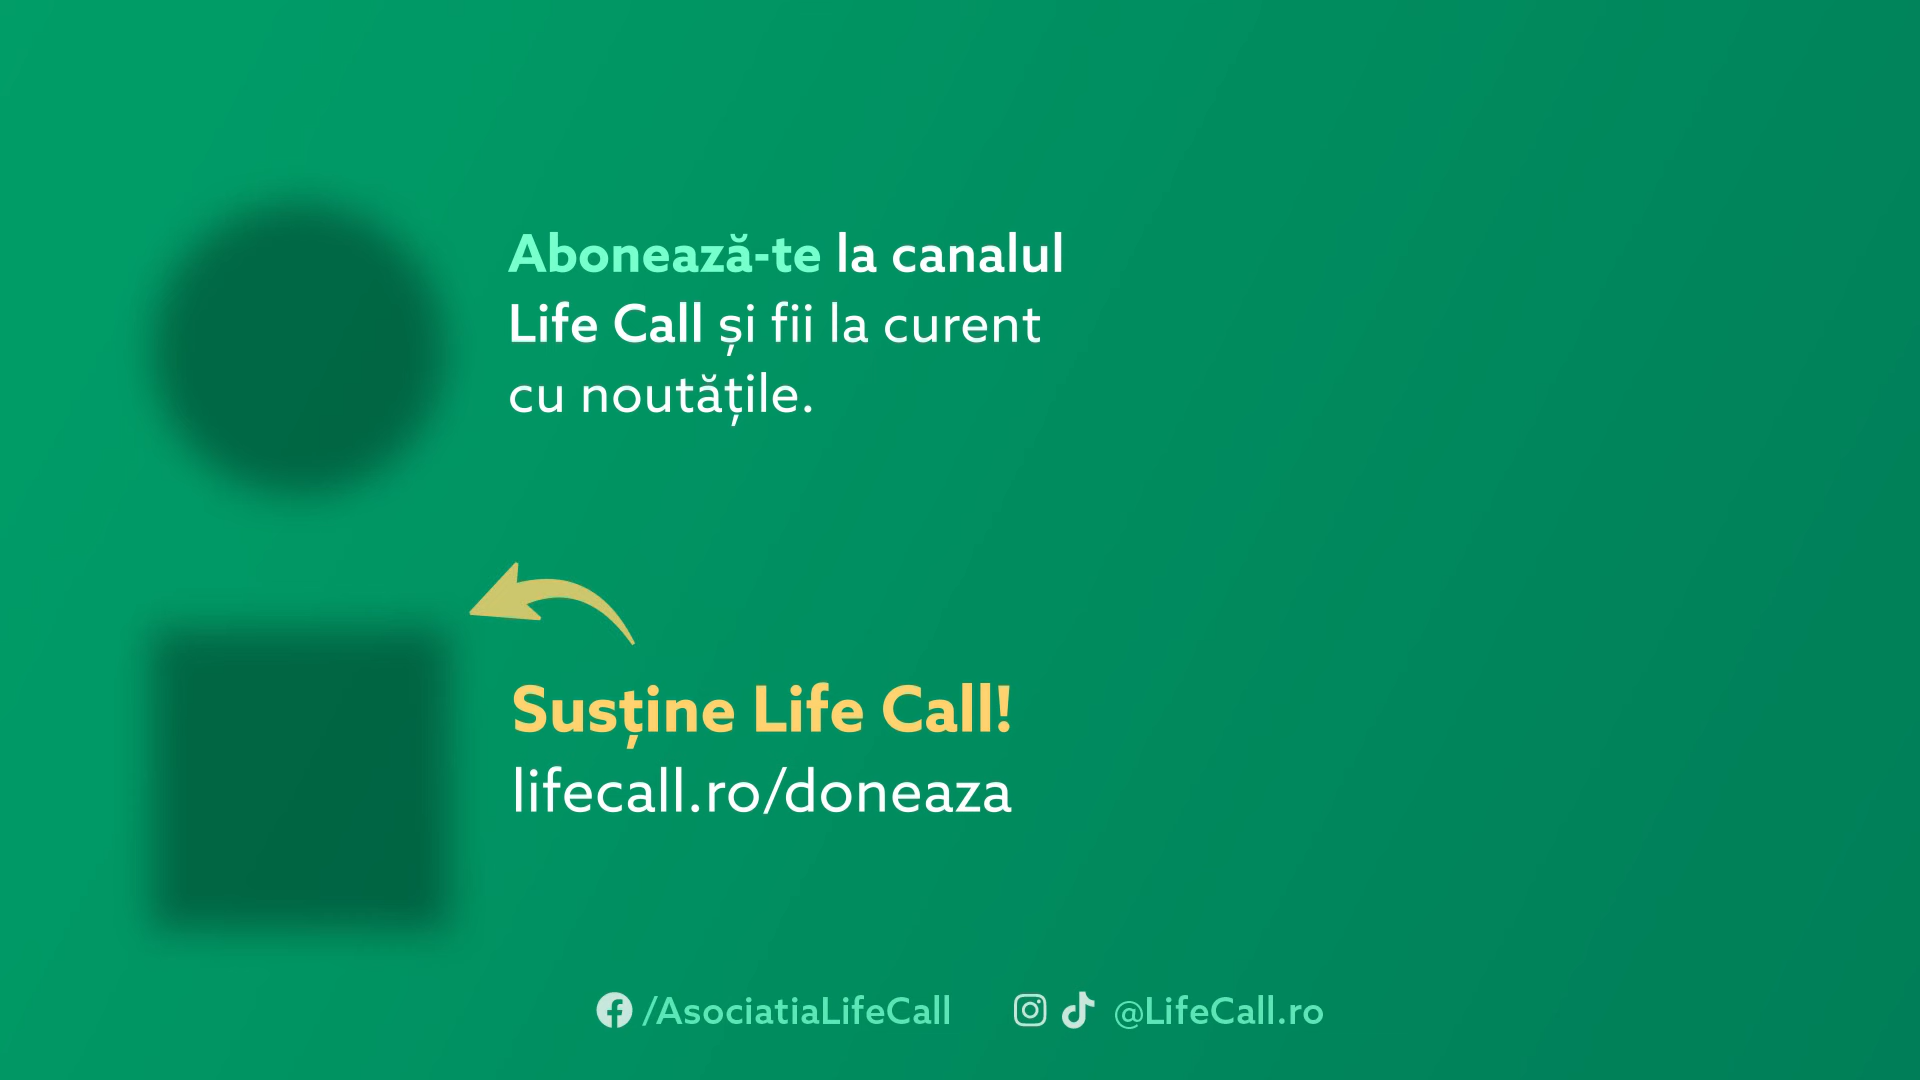 Abonează-te la canalul
Life Call și fii la curent
cu noutățile.
Susține Life Call!
lifecall.ro/doneaza
/AsociatiaLifeCall
@LifeCall.ro